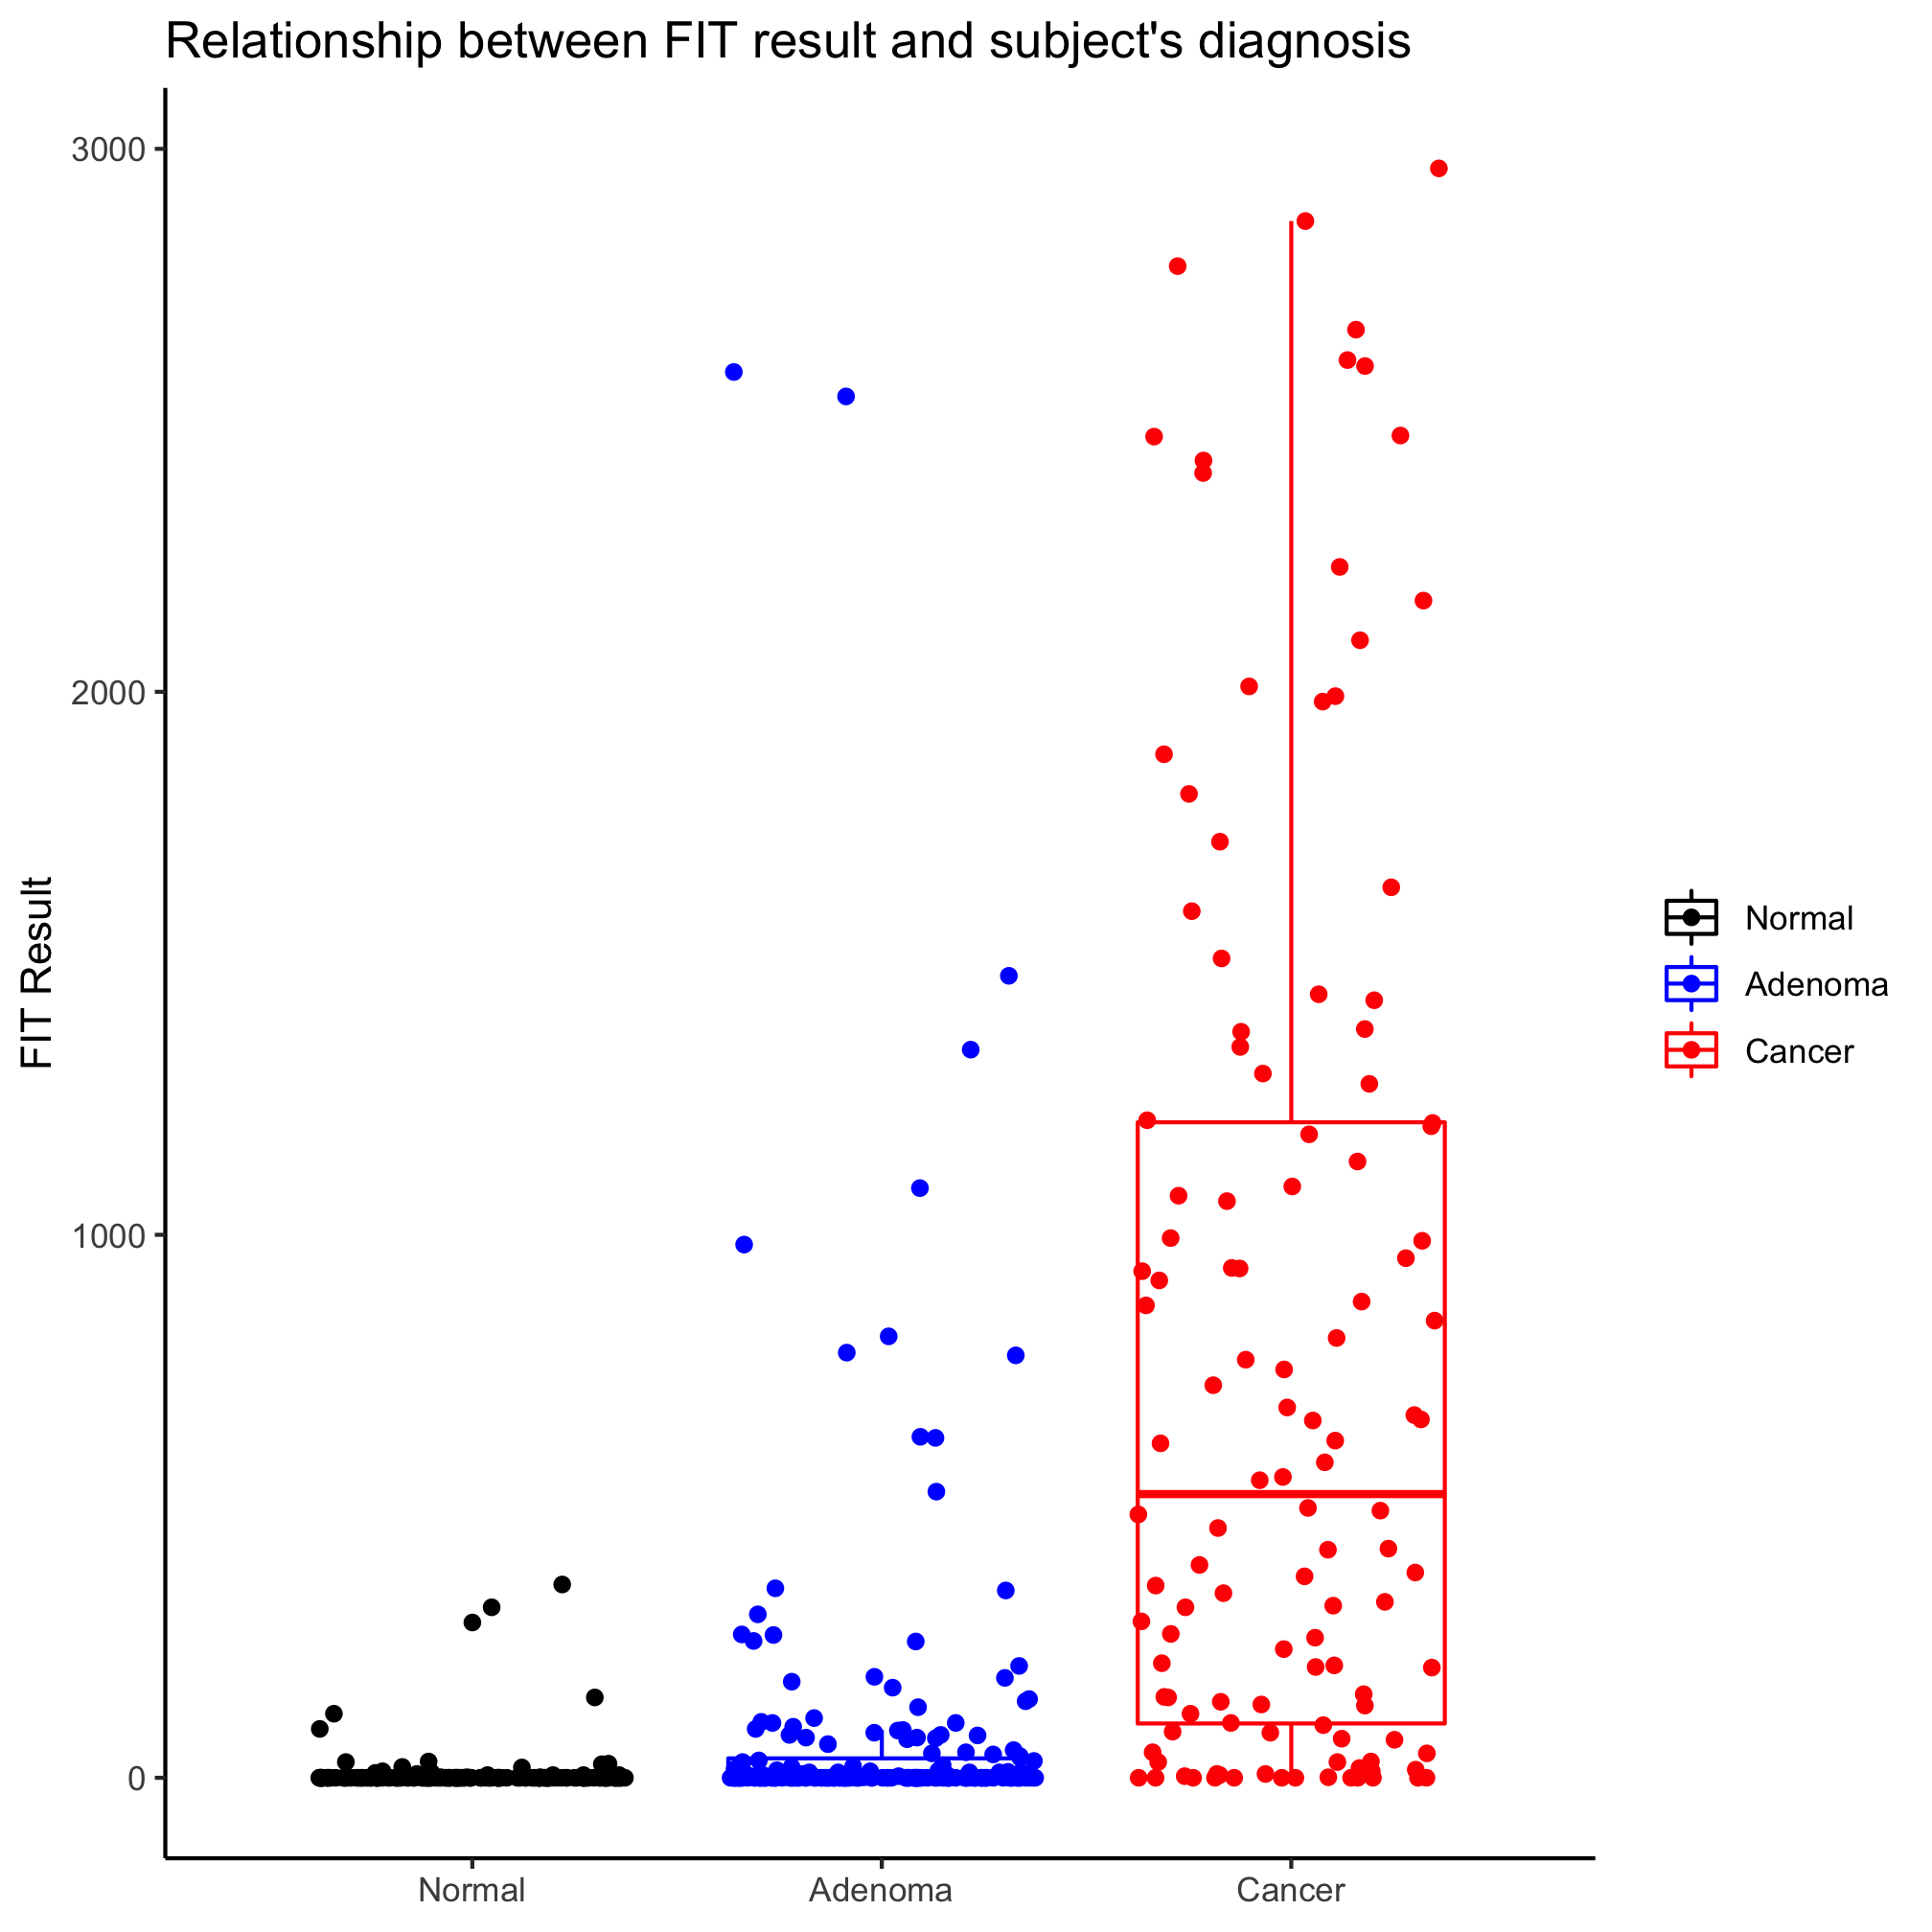 Relationship between FIT result and subject's diagnosis
3000
2000
1000
0
FIT Result
Normal
Adenoma
Cancer
Normal
Adenoma
Cancer